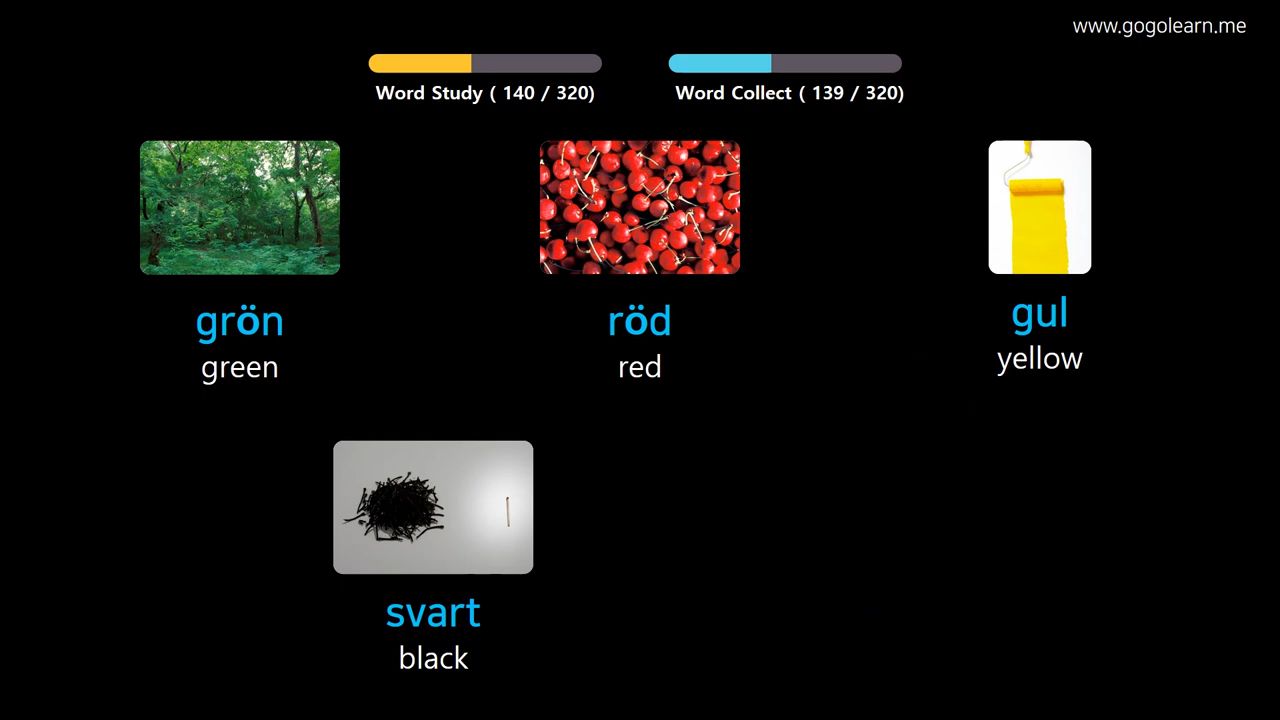 www.gogolearn.me
Word Study ( 140 / 320)
Word Collect ( 139 / 320)
grön
green
röd
red
gul
yellow
svart
black